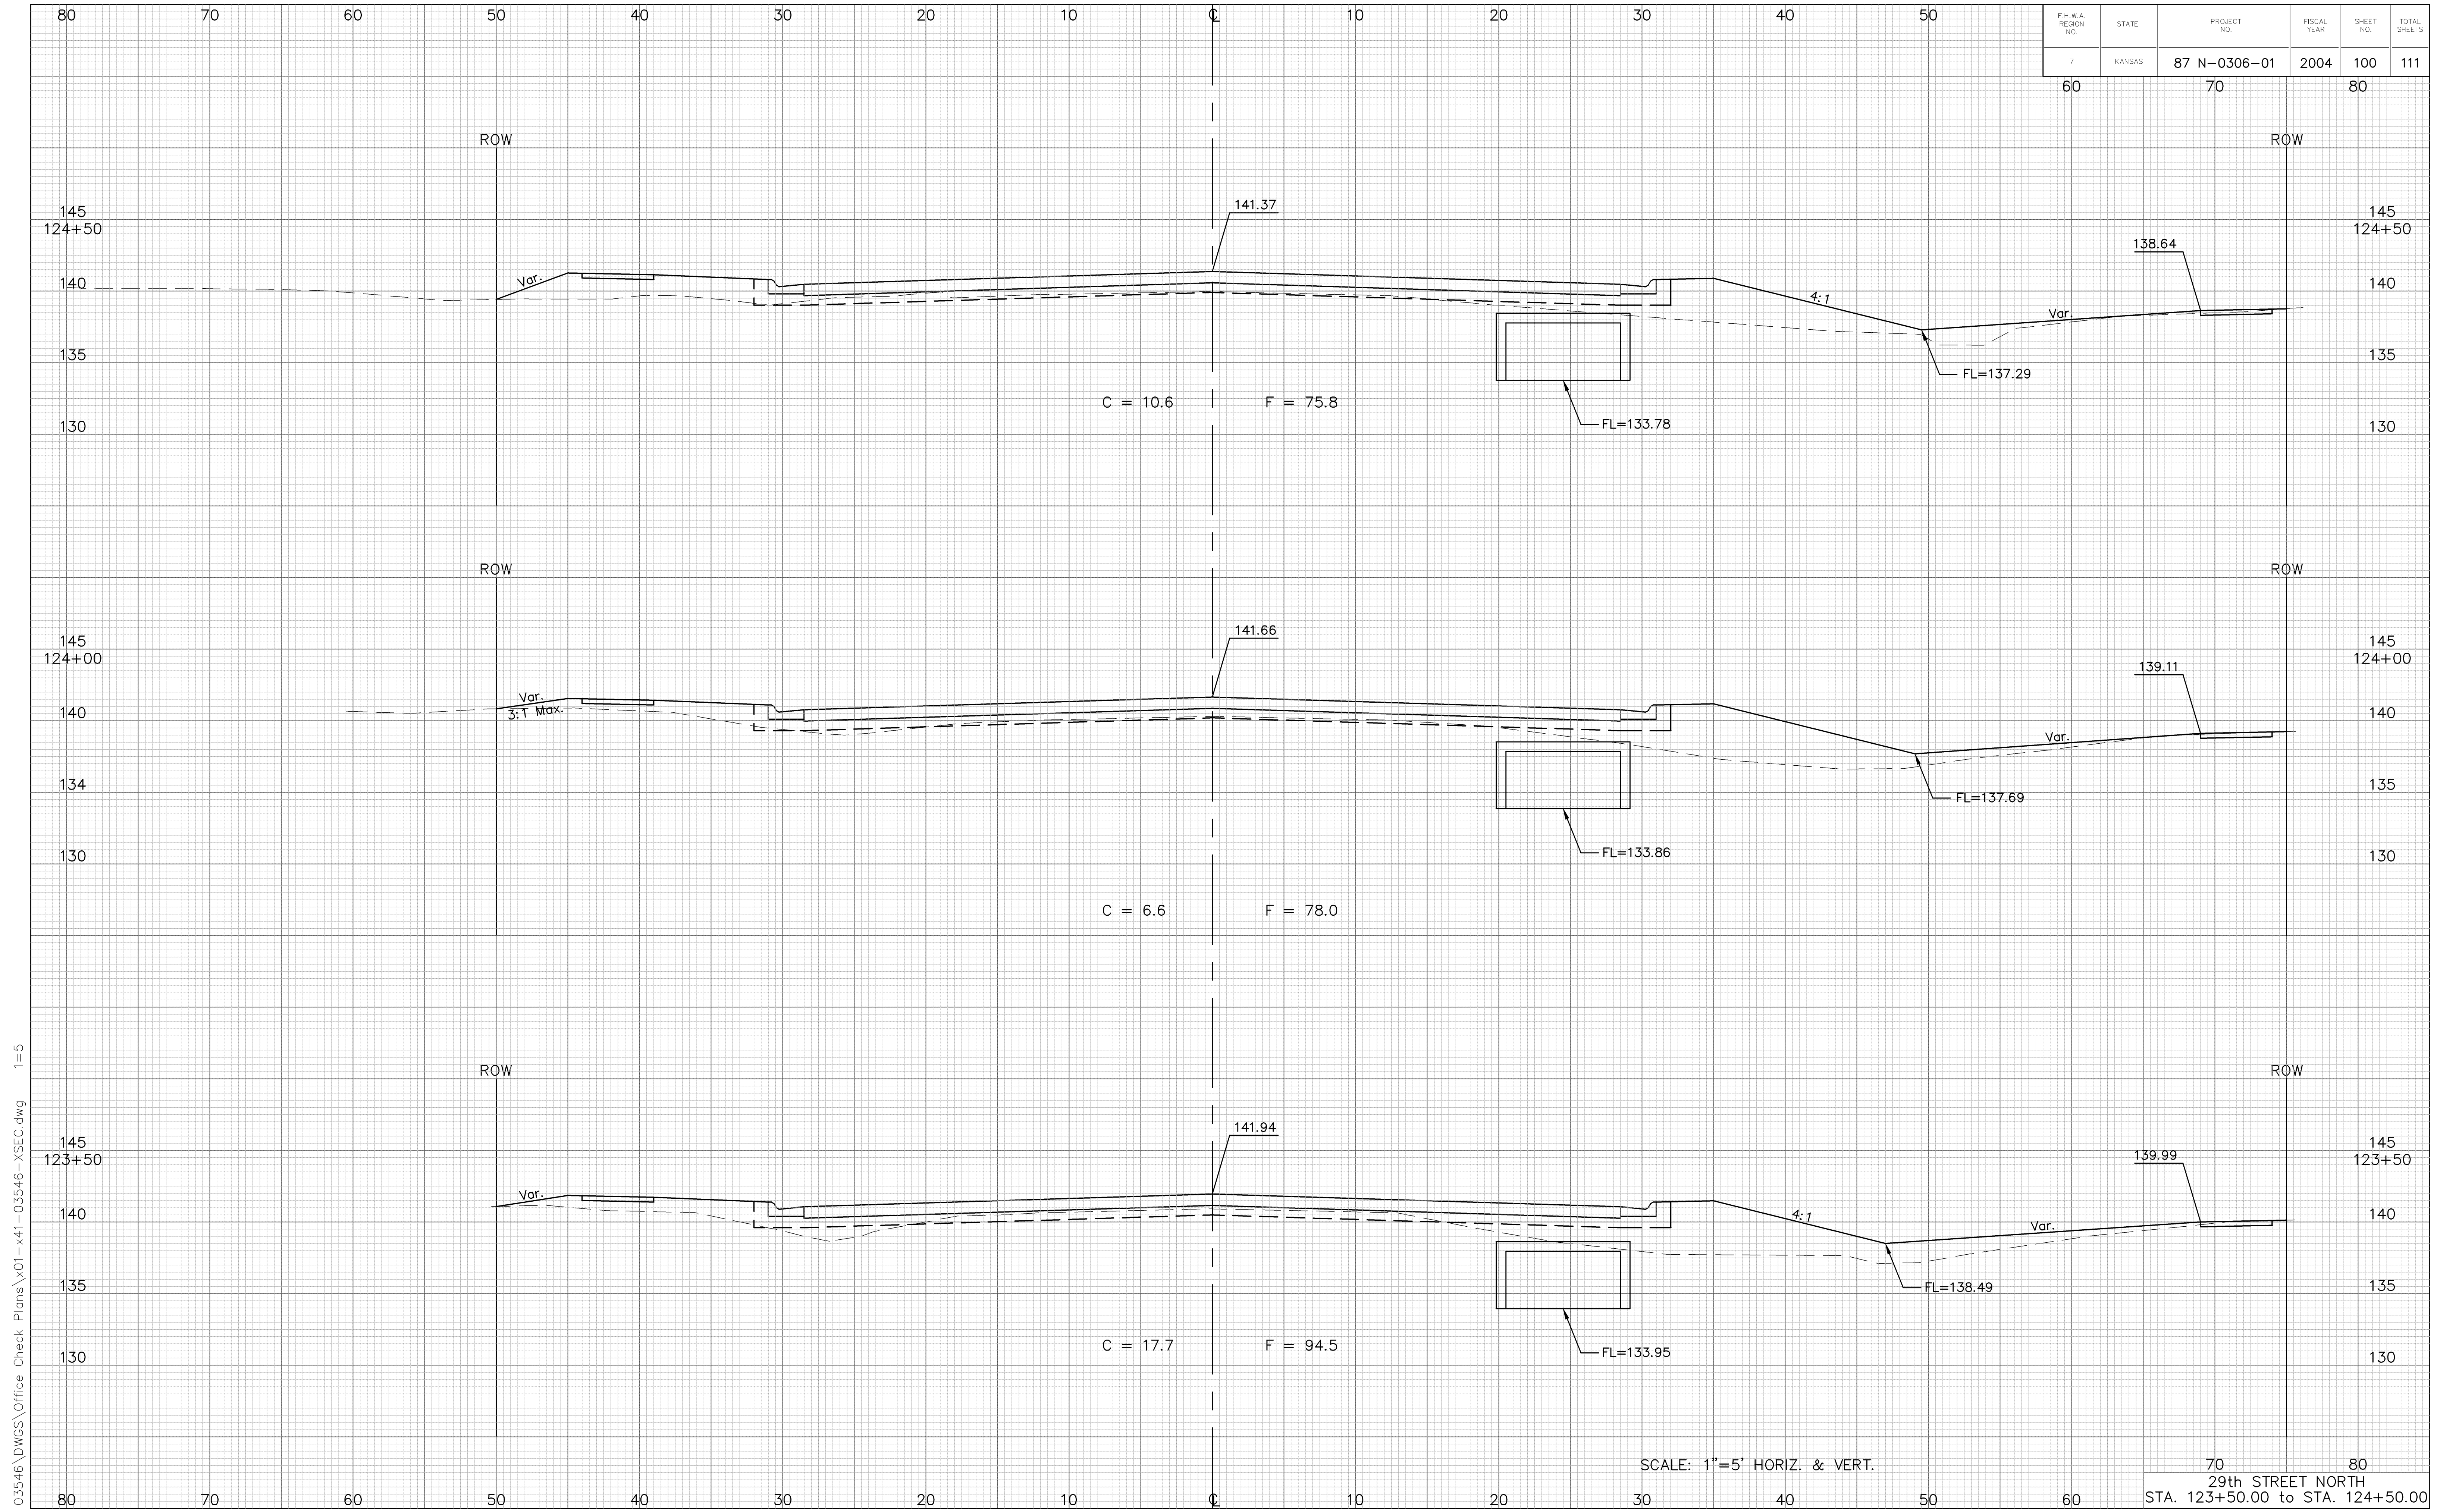 80 70 60 50 40 30 20 10 ℄ 10 20 30 40 50
F.H.W.A. REGION NO. STATE PROJECT NO. FISCAL YEAR SHEET NO. TOTAL SHEETS
7 KANSAS 87 N-0306-01 2004 100 111
60 70 80
ROW ROW
145 141.37 145
124+50 124+50
138.64
Var.
140 4:1 Var. 140
135 135
FL=137.29
C = 10.6 F = 75.8
FL=133.78
130 130
ROW ROW
141.66
145 145
124+00 124+00
139.11
Var.
3:1 Max.
140 140
Var.
134 135
FL=137.69
FL=133.86
130 130
C = 6.6 F = 78.0
ROW ROW
141.94
145 145
123+50 139.99 123+50
Var.
140 4:1 140
Var.
135 135
FL=138.49
C = 17.7 F = 94.5
FL=133.95
130 130
SCALE: 1"=5' HORIZ. & VERT.
70 80
29th STREET NORTH
STA. 123+50.00 to STA. 124+50.00
80 70 60 50 40 30 20 10 ℄ 10 20 30 40 50 60
03546\DWGS\Office Check Plans\x01-x41-03546-XSEC.dwg 1=5